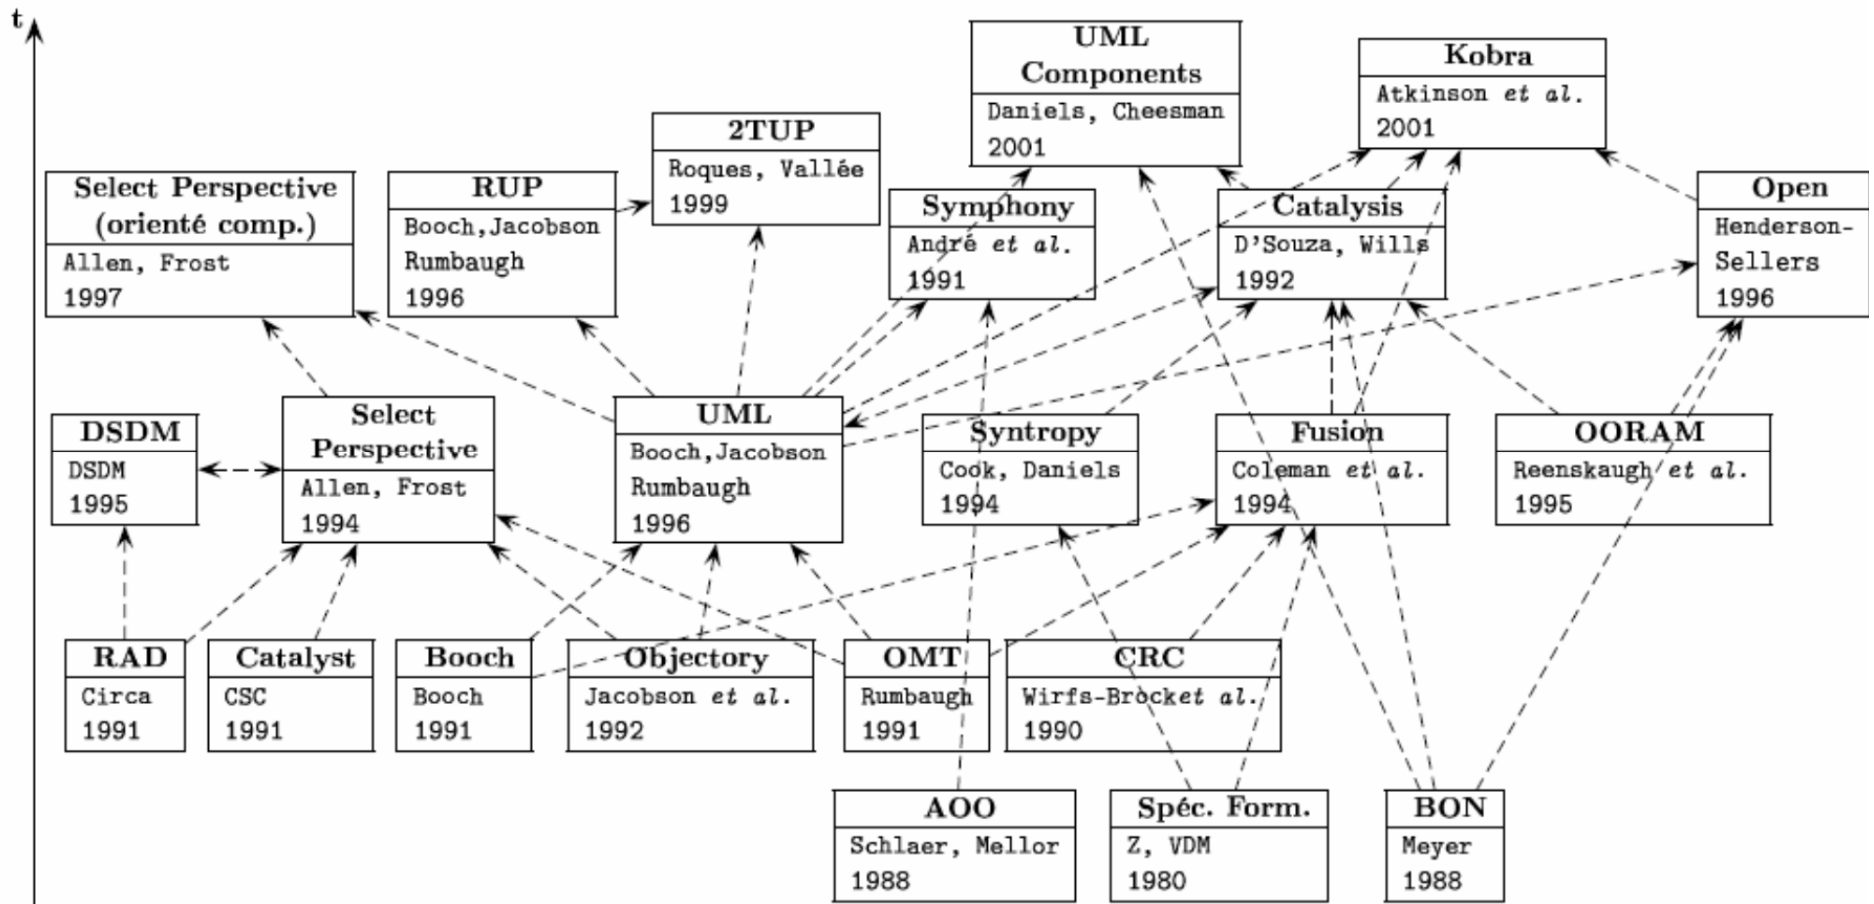 t
UML
Components
Daniels, Cheesman
2001
Kobra
Atkinson et al.
2001
2TUP
Roques, Vallée
1999
Select Perspective
(orienté comp.)
Allen, Frost
1997
RUP
Booch,Jacobson
Rumbaugh
1996
Symphony
André et al.
1991
Catalysis
D'Souza, Wills
1992
Open
Henderson-
Sellers
1996
DSDM
DSDM
1995
Select
Perspective
Allen, Frost
1994
UML
Booch,Jacobson
Rumbaugh
1996
Syntropy
Cook, Daniels
1994
Fusion
Coleman et al.
1994
OORAM
Reenskaugh et al.
1995
RAD
Circa
1991
Catalyst
CSC
1991
Booch
Booch
1991
Objectory
Jacobson et al.
1992
OMT
Rumbaugh
1991
CRC
Wirfs-Brocket al.
1990
AOO
Schlaer, Mellor
1988
Spéc. Form.
Z, VDM
1980
BON
Meyer
1988